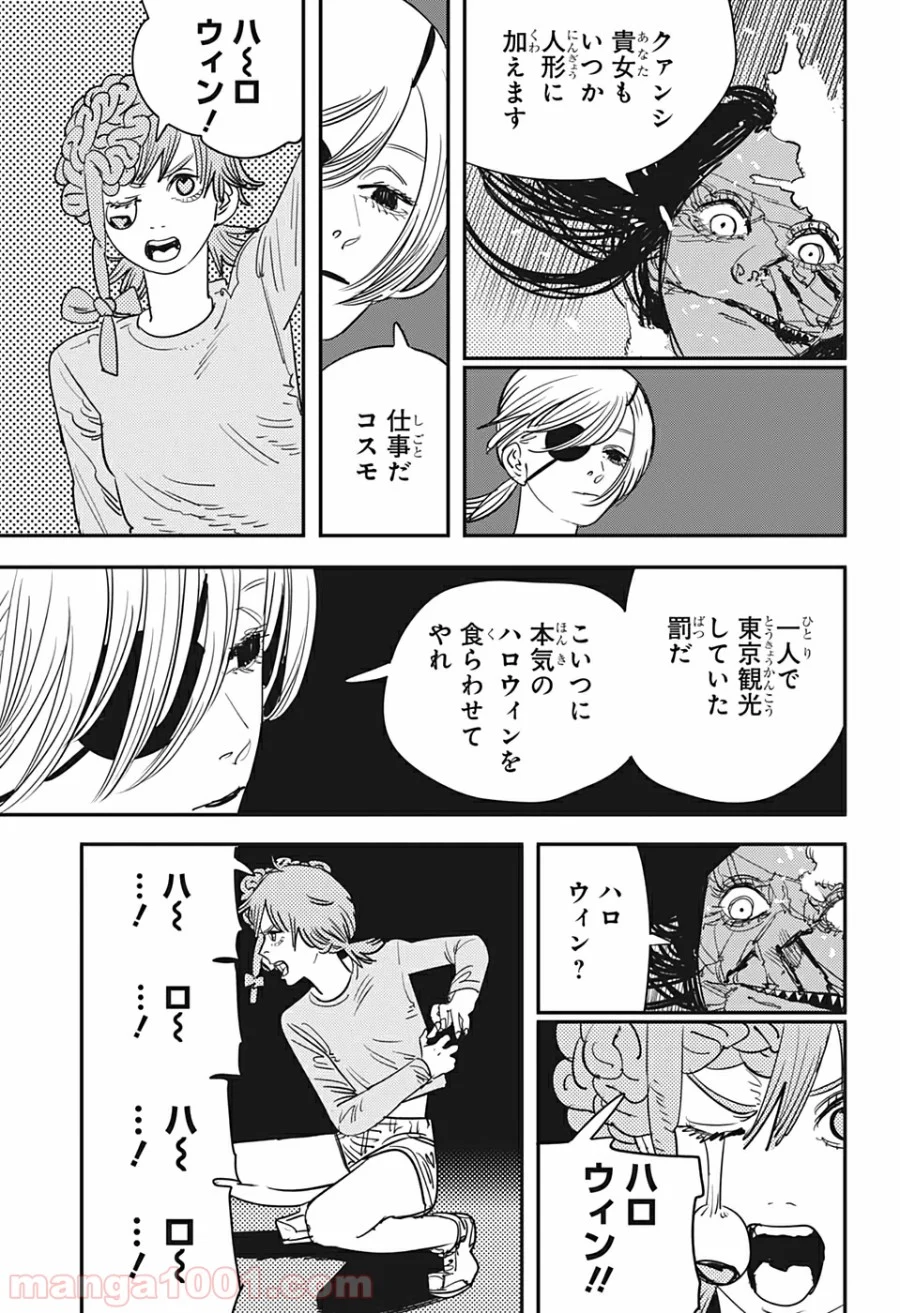 クァンシ
貴女も
いつか
人形に
加えます
仕事だ
コスモ
ハ〜ロ
ウィン！
一人で
東京観光
していた
罰だ
こいつに
本気の
ハロウィンを
食らわせて
やれ
ハロ
ウィン？
ハロ
ウィン!!
ハ〜…！
ロ〜…！
ハ〜…！
ロ〜…！
manga1001.com